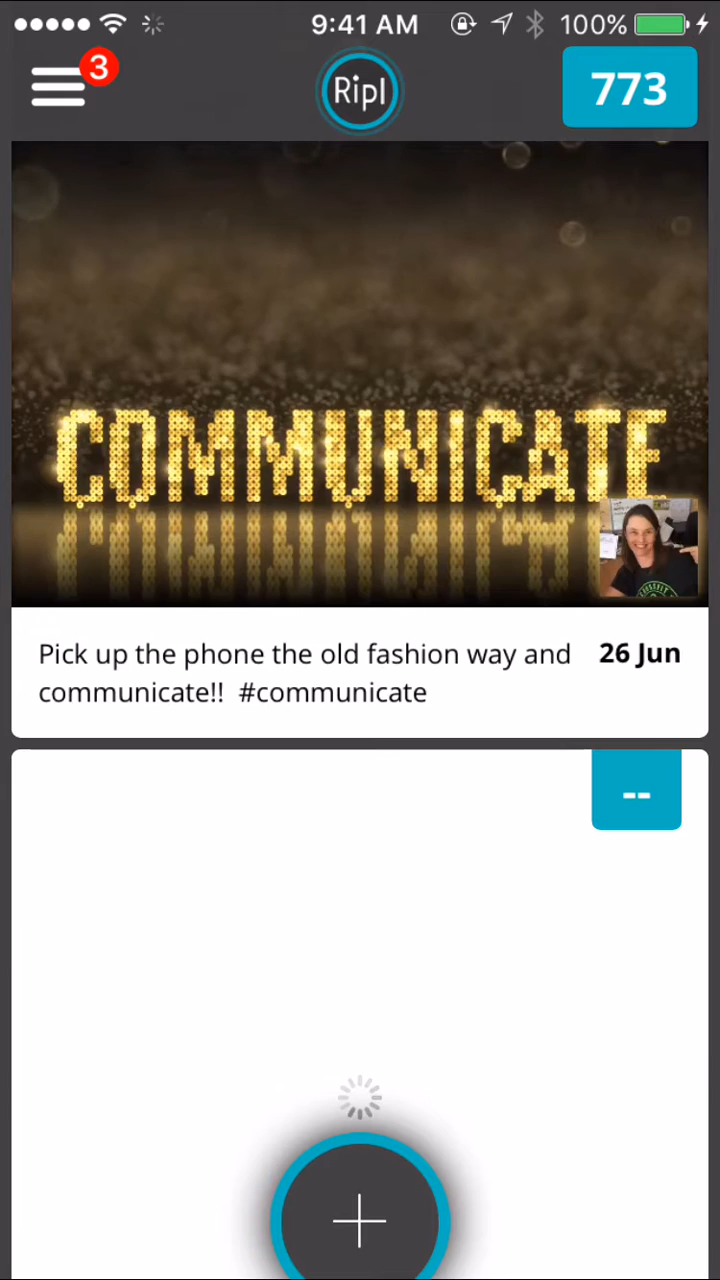 9:41 AM
100%
3
Ripl
773
COMMUNICATE
Pick up the phone the old fashion way and
communicate!! #communicate
26 Jun
--